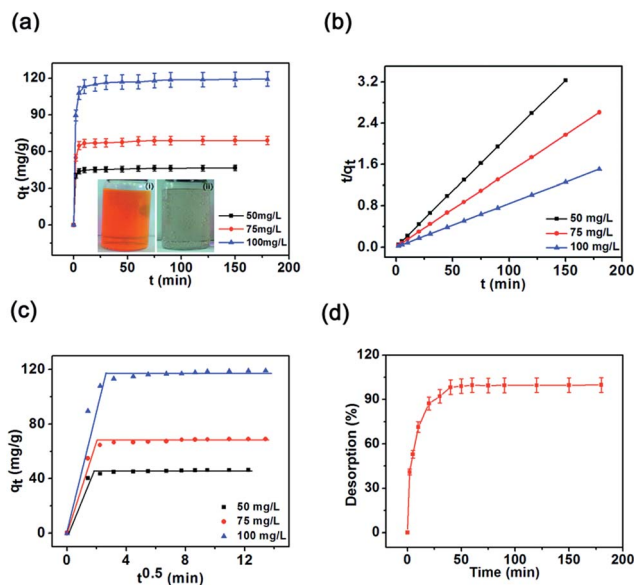 (a)
qt (mg/g)
120
90
60
30
0
(i)
(ii)
50mg/L
75mg/L
100mg/L
0 50 100 150 200
t (min)
(b)
t/qt
3.2
2.4
1.6
0.8
0.0
50 mg/L
75 mg/L
100 mg/L
0 50 100 150 200
t (min)
(c)
qt (mg/g)
120
80
40
0
50 mg/L
75 mg/L
100 mg/L
0 4 8 12
t^0.5 (min)
(d)
Desorption (%)
120
90
60
30
0
0 50 100 150 200
Time (min)